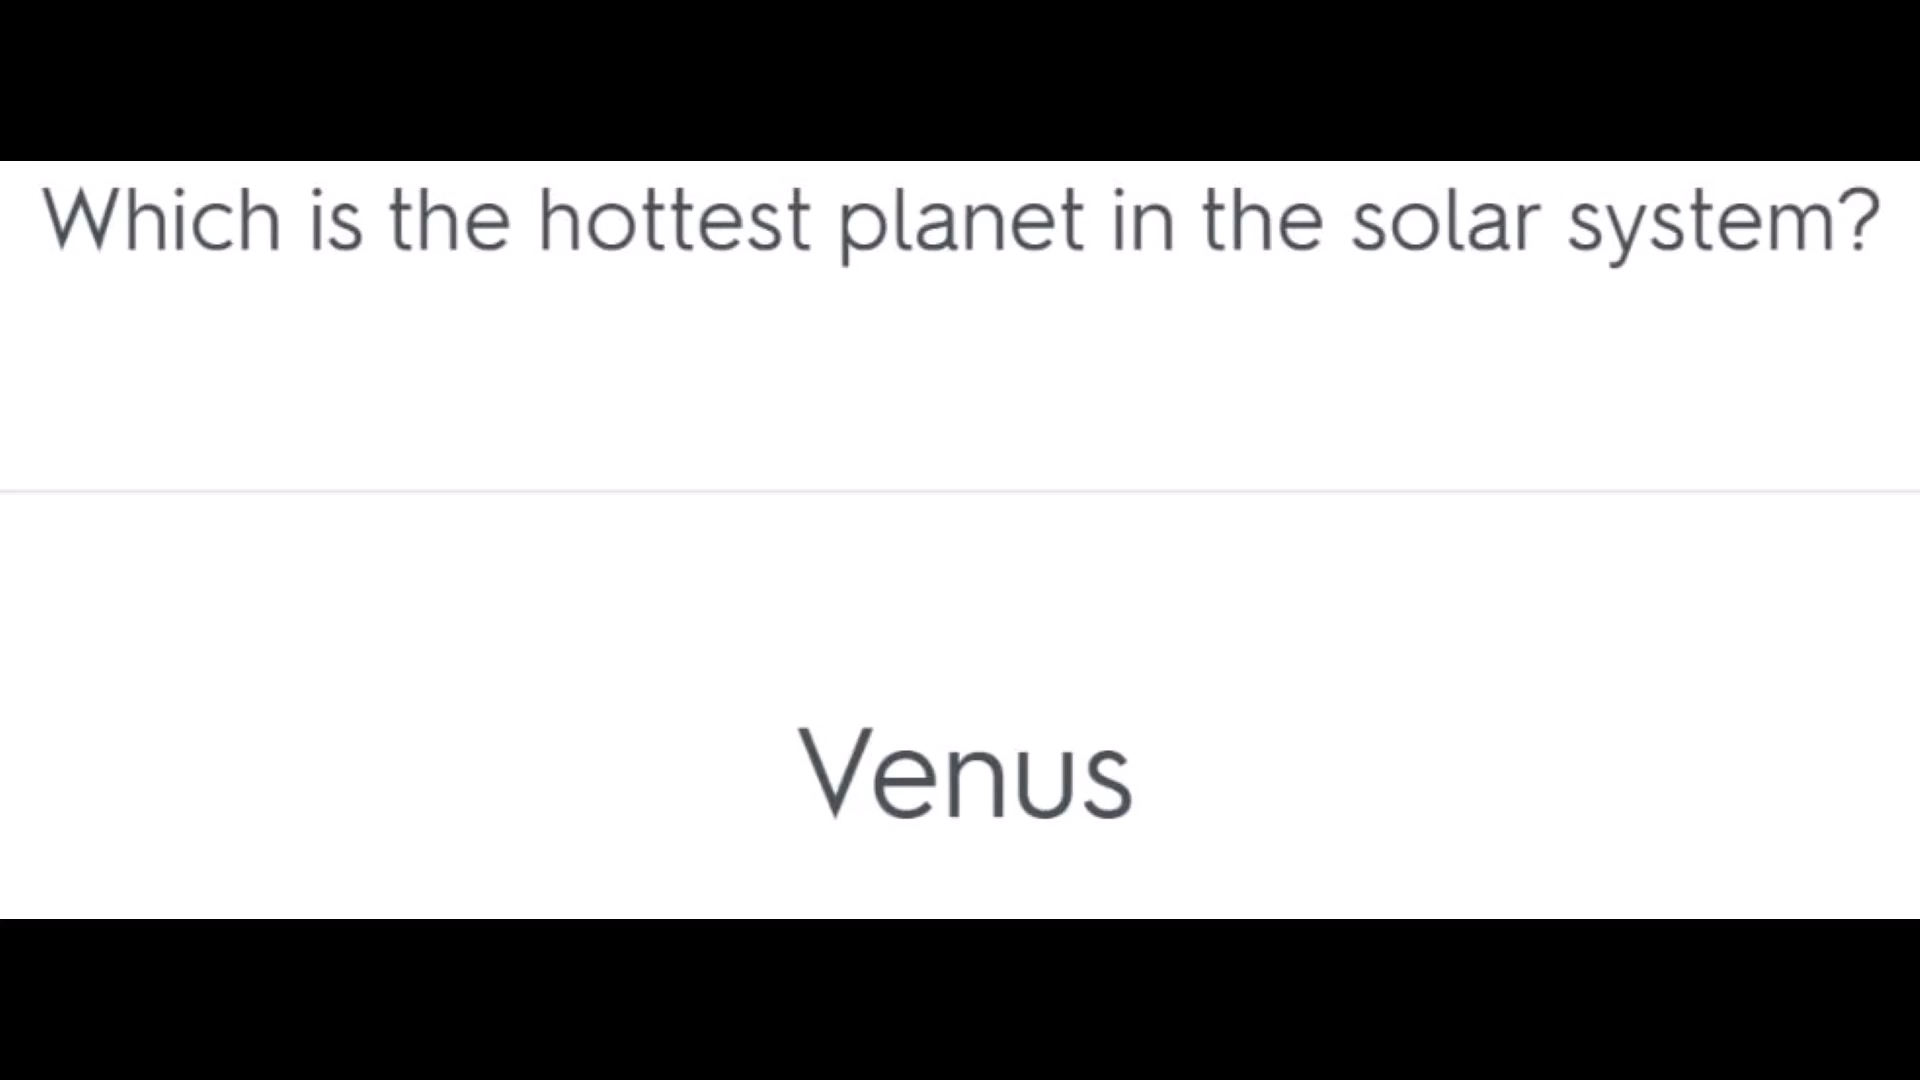 Which is the hottest planet in the solar system?
Venus